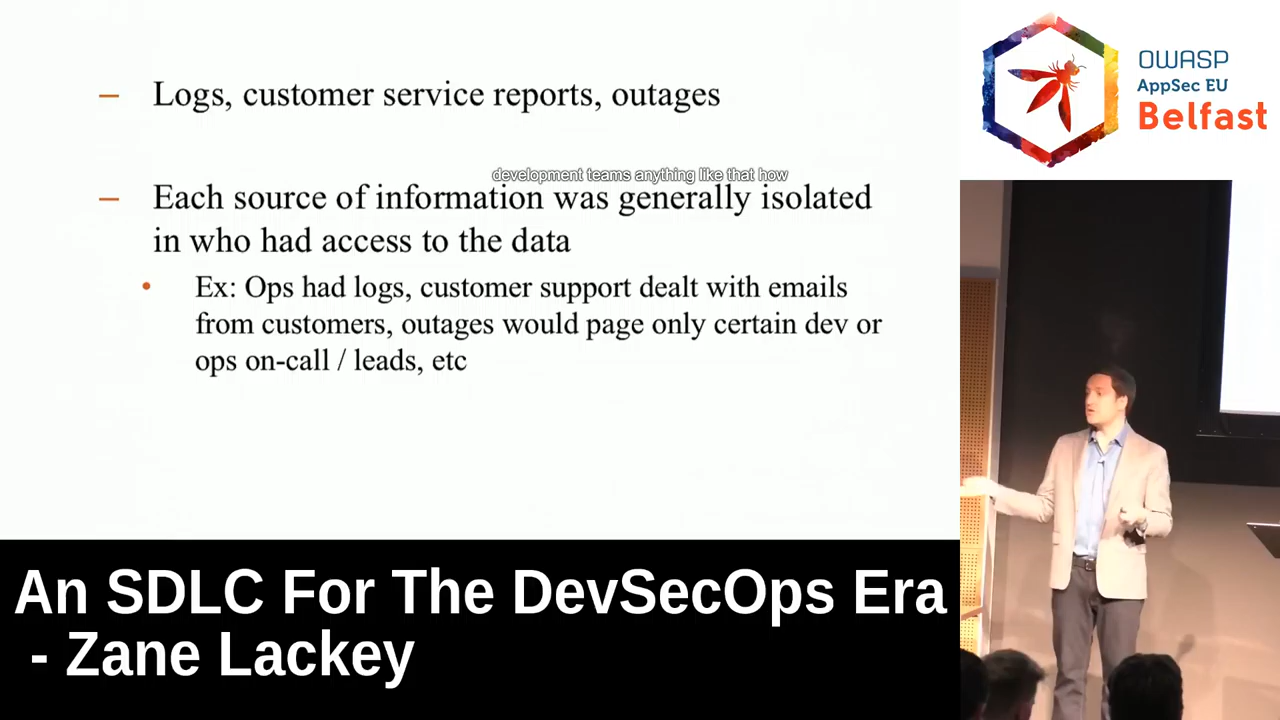 – Logs, customer service reports, outages
development teams anything like that how
– Each source of information was generally isolated
in who had access to the data
• Ex: Ops had logs, customer support dealt with emails
from customers, outages would page only certain dev or
ops on-call / leads, etc
OWASP
AppSec EU
Belfast
An SDLC For The DevSecOps Era
- Zane Lackey